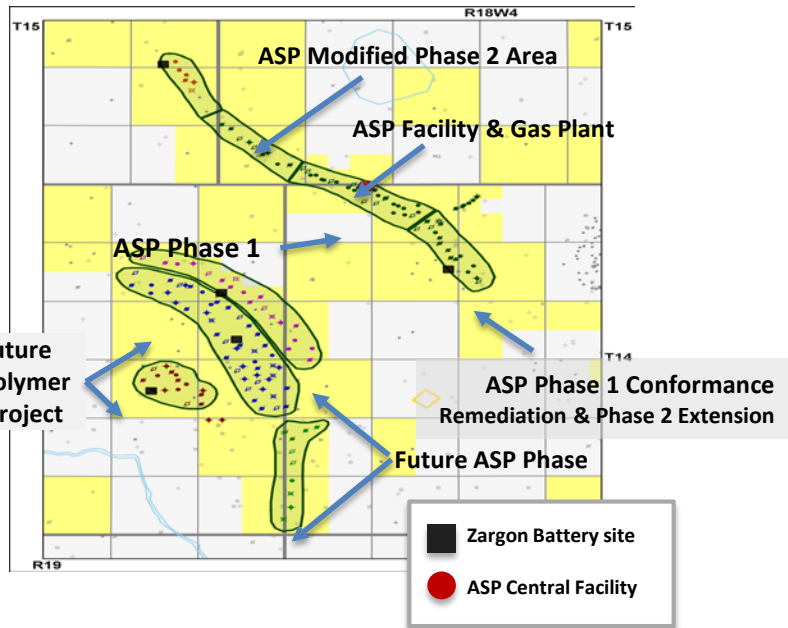 R18W4
T15
T15
ASP Modified Phase 2 Area
ASP Facility & Gas Plant
ASP Phase 1
uture
olymer
roject
T14
ASP Phase 1 Conformance
Remediation & Phase 2 Extension
Future ASP Phase
Zargon Battery site
ASP Central Facility
R19